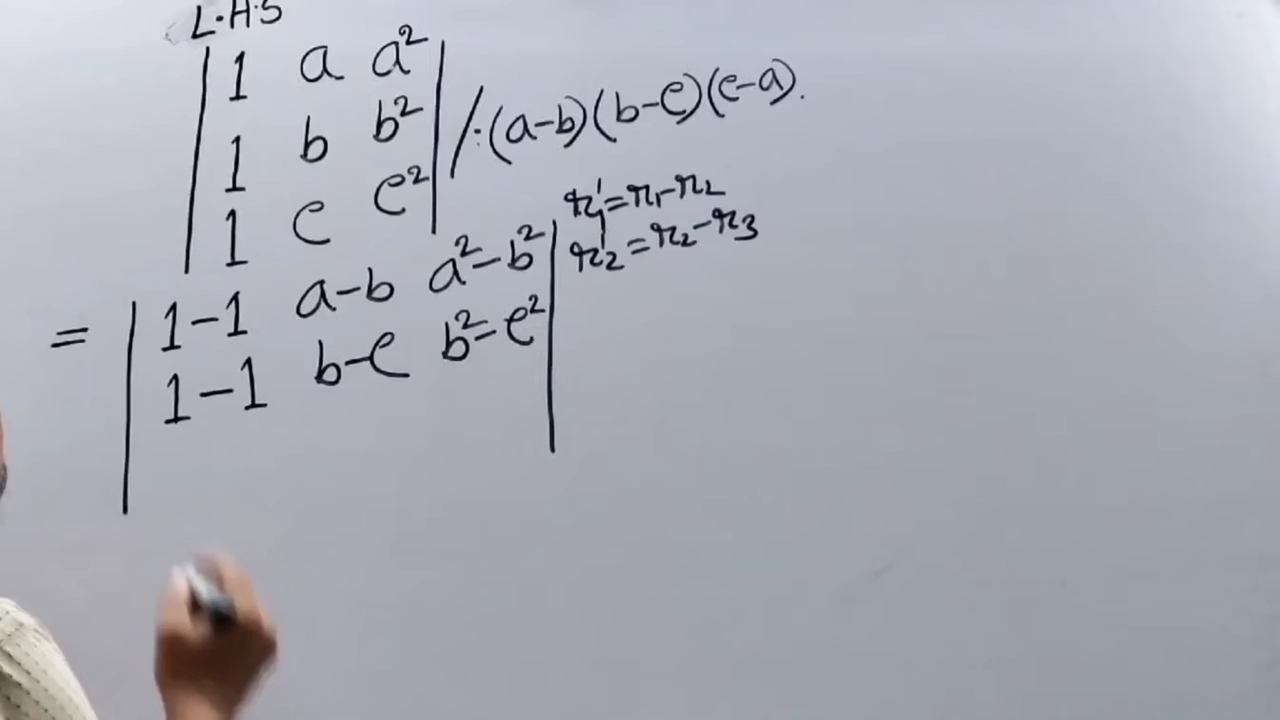 L.H.S
| 1 a a² |
| 1 b b² | /:(a-b)(b-c)(c-a).
| 1 c c² |
r₁' = r₁-r₂
r₂' = r₂-r₃
= | 1-1 a-b a²-b² |
| 1-1 b-c b²-c² |